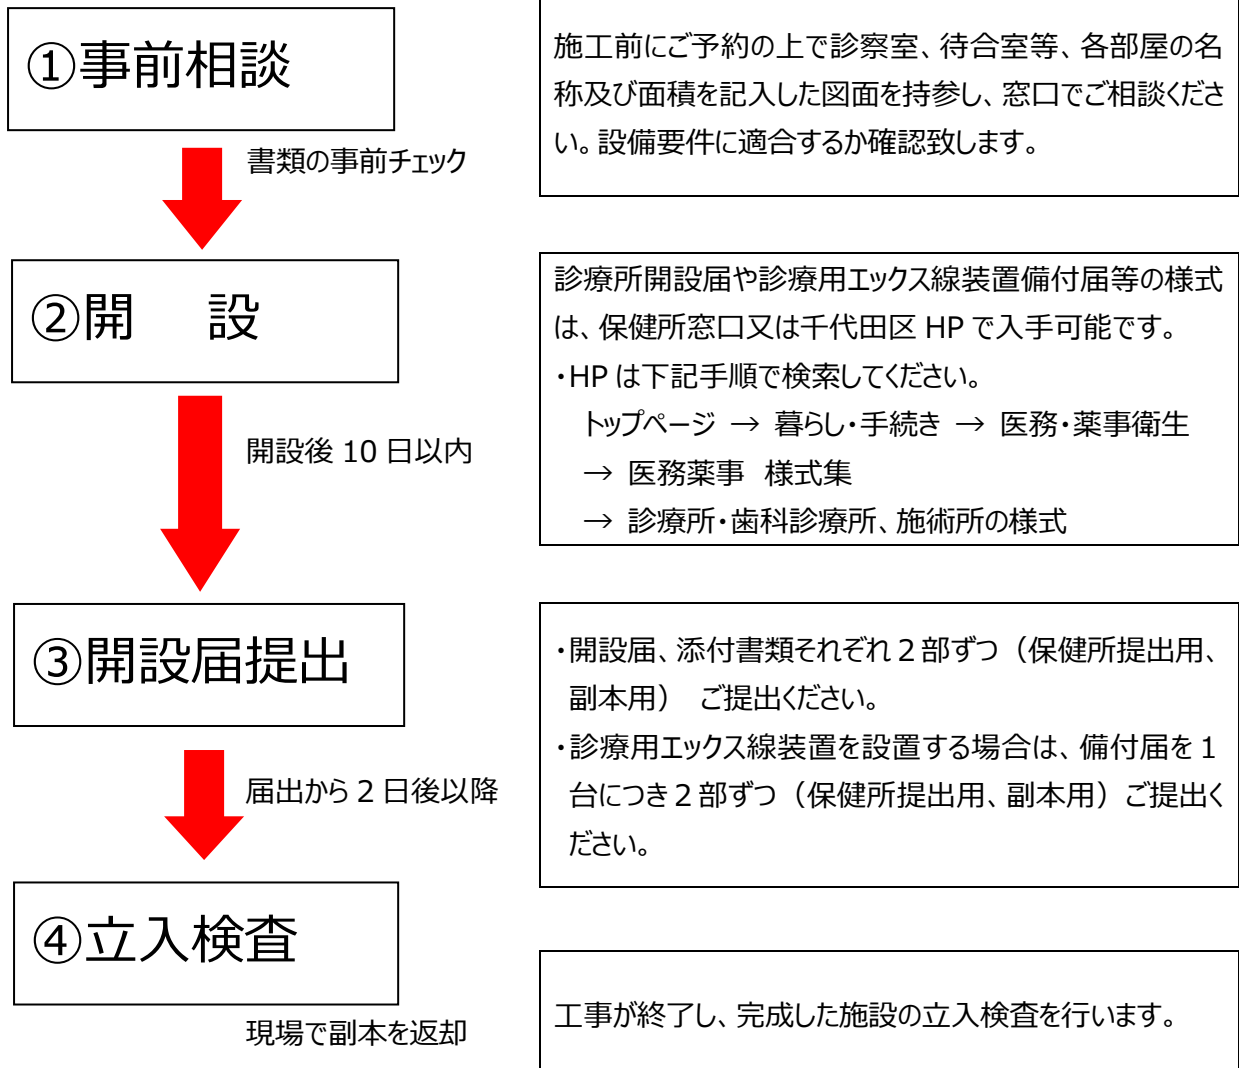 ①事前相談
施工前にご予約の上で診察室、待合室等、各部屋の名
称及び面積を記入した図面を持参し、窓口でご相談くださ
い。設備要件に適合するか確認致します。
書類の事前チェック
②開　設
診療所開設届や診療用エックス線装置備付届等の様式
は、保健所窓口又は千代田区 HP で入手可能です。
・HP は下記手順で検索してください。
トップページ → 暮らし・手続き → 医務・薬事衛生
→ 医務薬事 様式集
→ 診療所・歯科診療所、施術所の様式
開設後 10 日以内
③開設届提出
・開設届、添付書類それぞれ２部ずつ（保健所提出用、
副本用） ご提出ください。
・診療用エックス線装置を設置する場合は、備付届を１
台につき２部ずつ（保健所提出用、副本用）ご提出く
ださい。
届出から 2 日後以降
④立入検査
工事が終了し、完成した施設の立入検査を行います。
現場で副本を返却